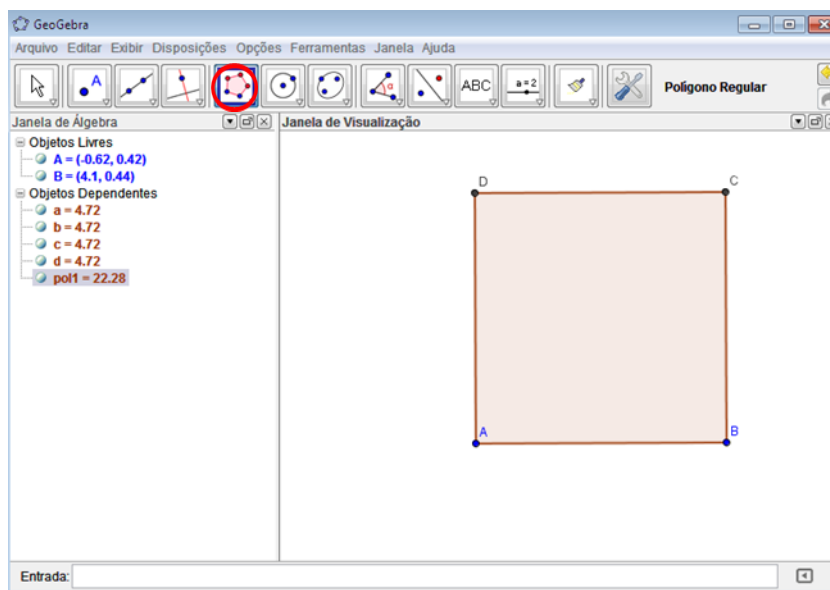 GeoGebra
Arquivo Editar Exibir Disposições Opções Ferramentas Janela Ajuda
A ABC a=2 Polígono Regular
Janela de Álgebra
Janela de Visualização
Objetos Livres
A = (-0.62, 0.42)
B = (4.1, 0.44)
Objetos Dependentes
a = 4.72
b = 4.72
c = 4.72
d = 4.72
pol1 = 22.28
D C
A B
Entrada: